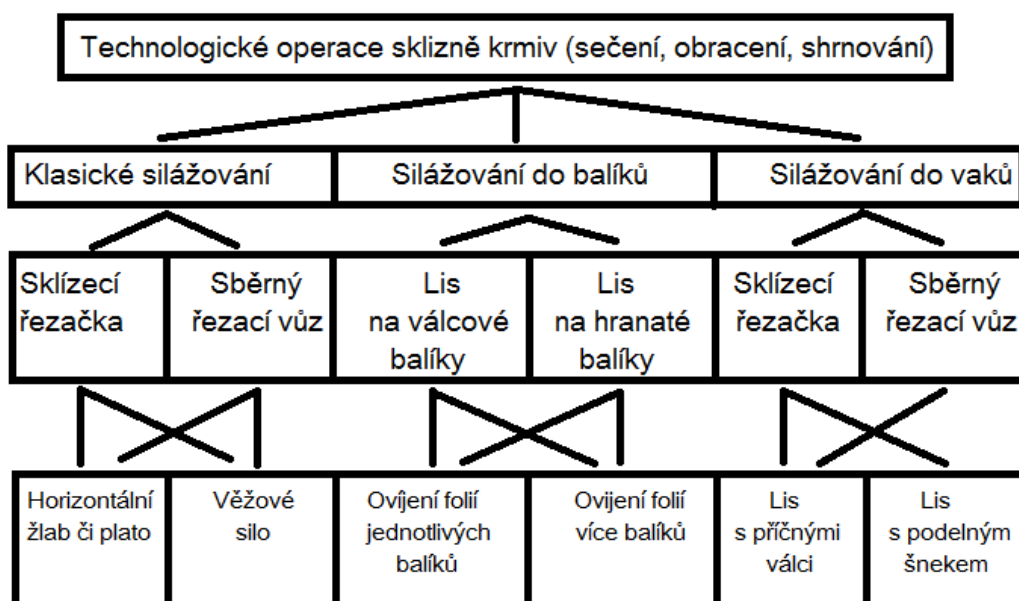 Technologické operace sklizně krmiv (sečení, obracení, shrnování)
Klasické silážování
Silážování do balíků
Silážování do vaků
Sklízecí
řezačka
Sběrný
řezací vůz
Lis
na válcové
balíky
Lis
na hranaté
balíky
Sklízecí
řezačka
Sběrný
řezací vůz
Horizontální
žlab či plato
Věžové
silo
Ovíjení folií
jednotlivých
balíků
Ovijení folií
více balíků
Lis
s příčnými
válci
Lis
s podelným
šnekem